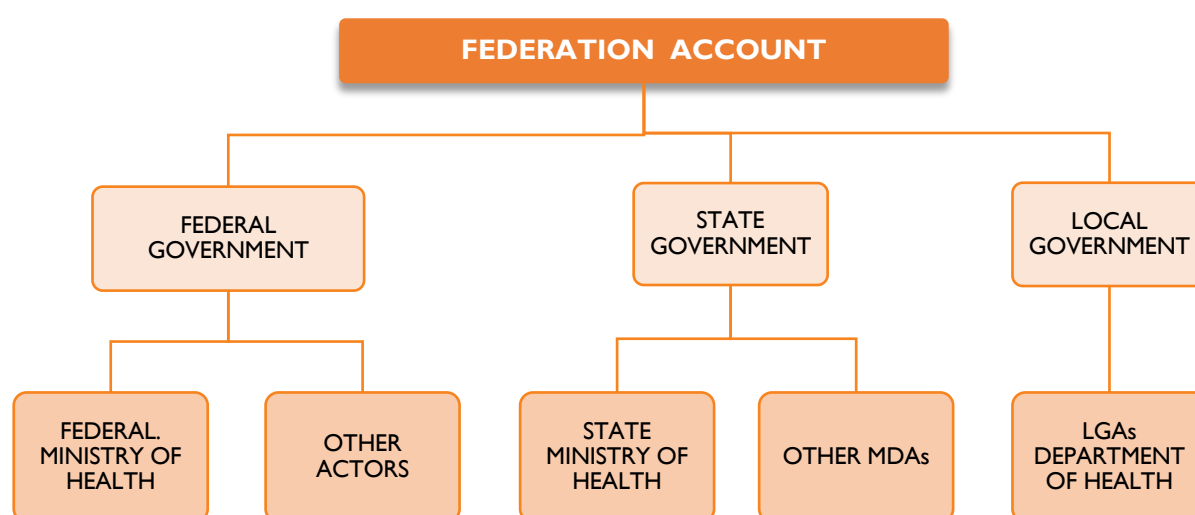 FEDERATION ACCOUNT
FEDERAL
GOVERNMENT
STATE
GOVERNMENT
LOCAL
GOVERNMENT
FEDERAL.
MINISTRY OF
HEALTH
OTHER
ACTORS
STATE
MINISTRY OF
HEALTH
OTHER MDAs
LGAs
DEPARTMENT
OF HEALTH